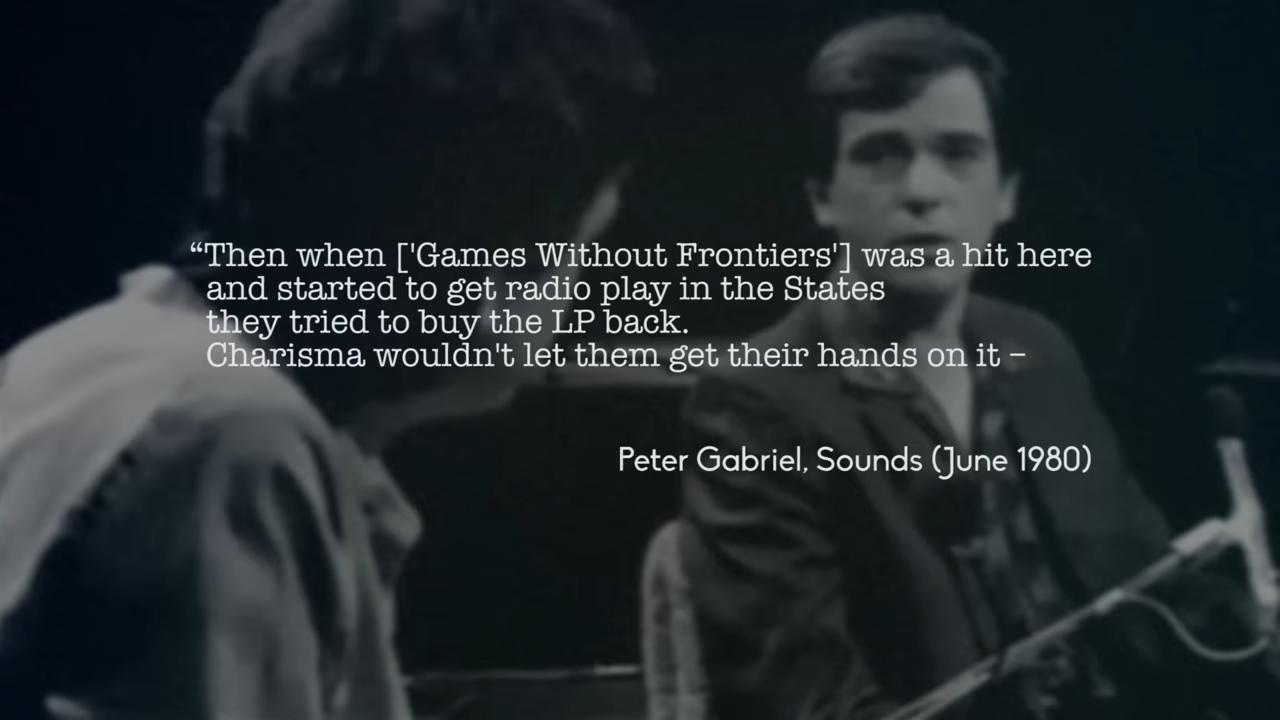 “Then when ['Games Without Frontiers'] was a hit here
and started to get radio play in the States
they tried to buy the LP back.
Charisma wouldn't let them get their hands on it –
Peter Gabriel, Sounds (June 1980)